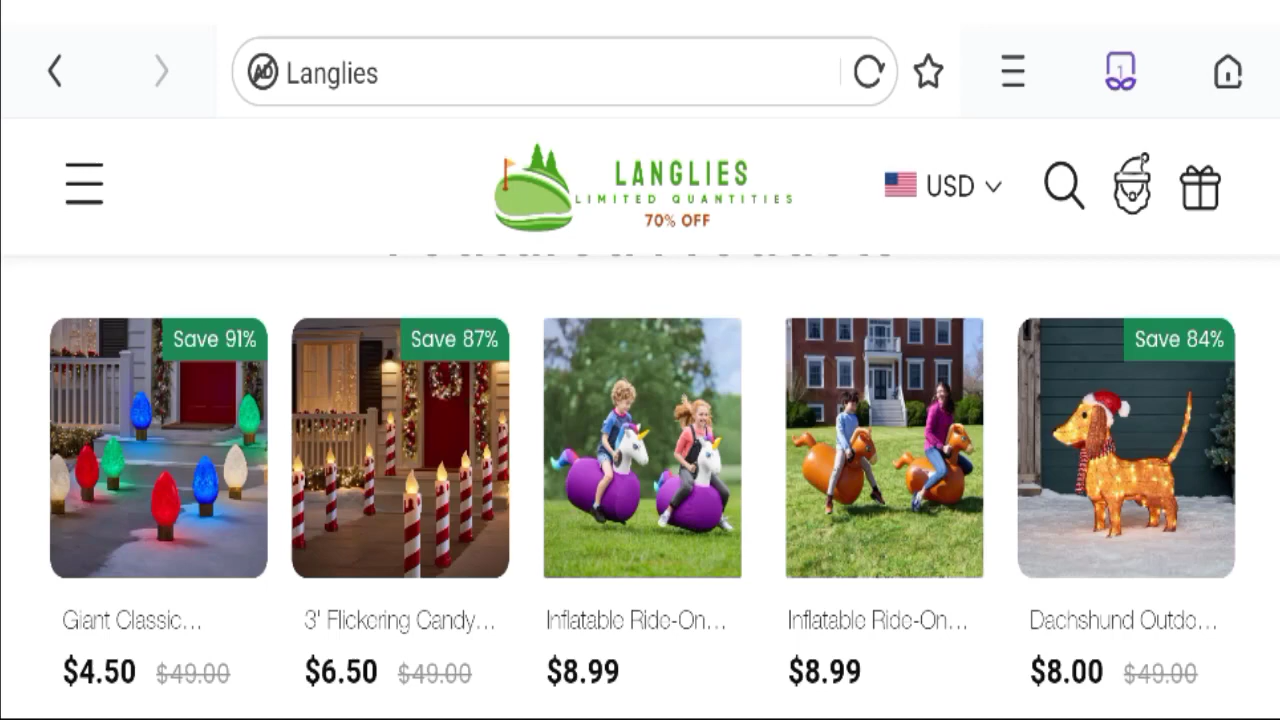 Langlies
LANGLIES
LIMITED QUANTITIES
70% OFF
USD
Save 91%
Save 87%
Save 84%
Giant Classic...
3' Flickering Candy...
Inflatable Ride-On...
Inflatable Ride-On...
Dachshund Outdo...
$4.50 $49.00
$6.50 $49.00
$8.99
$8.99
$8.00 $49.00